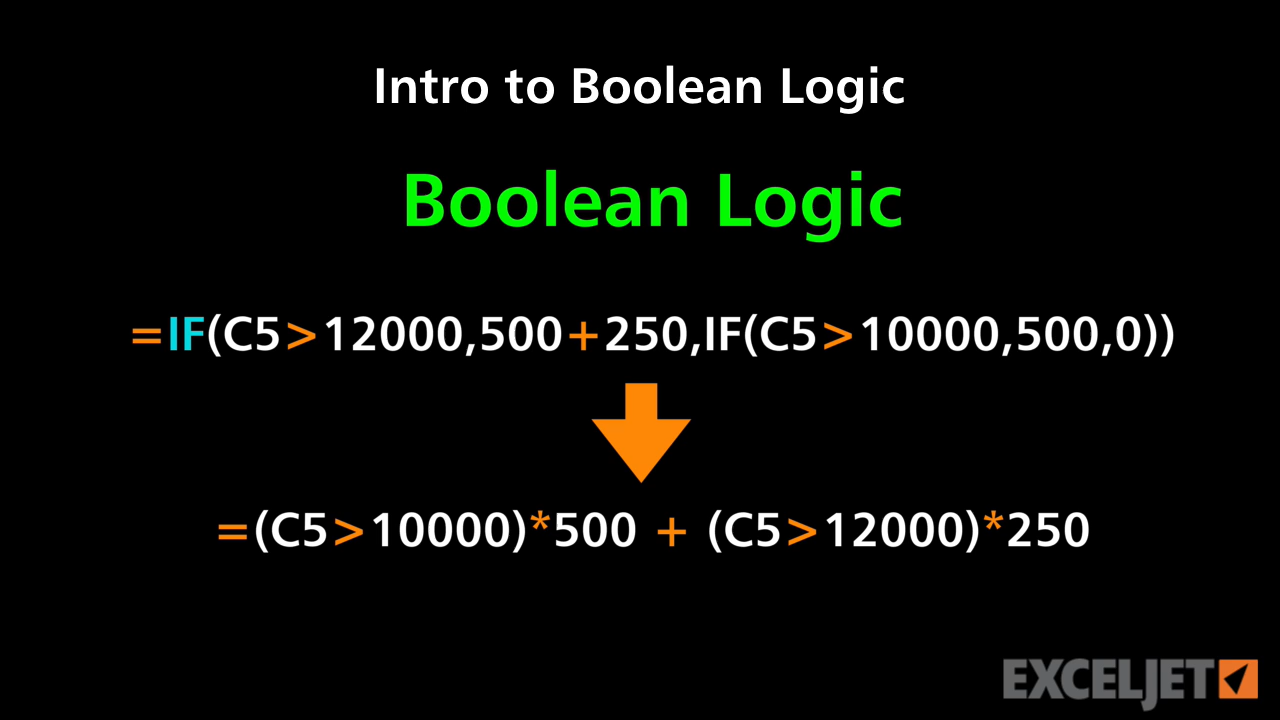 Intro to Boolean Logic
Boolean Logic
=IF(C5>12000,500+250,IF(C5>10000,500,0))
=(C5>10000)*500 + (C5>12000)*250
EXCELJET